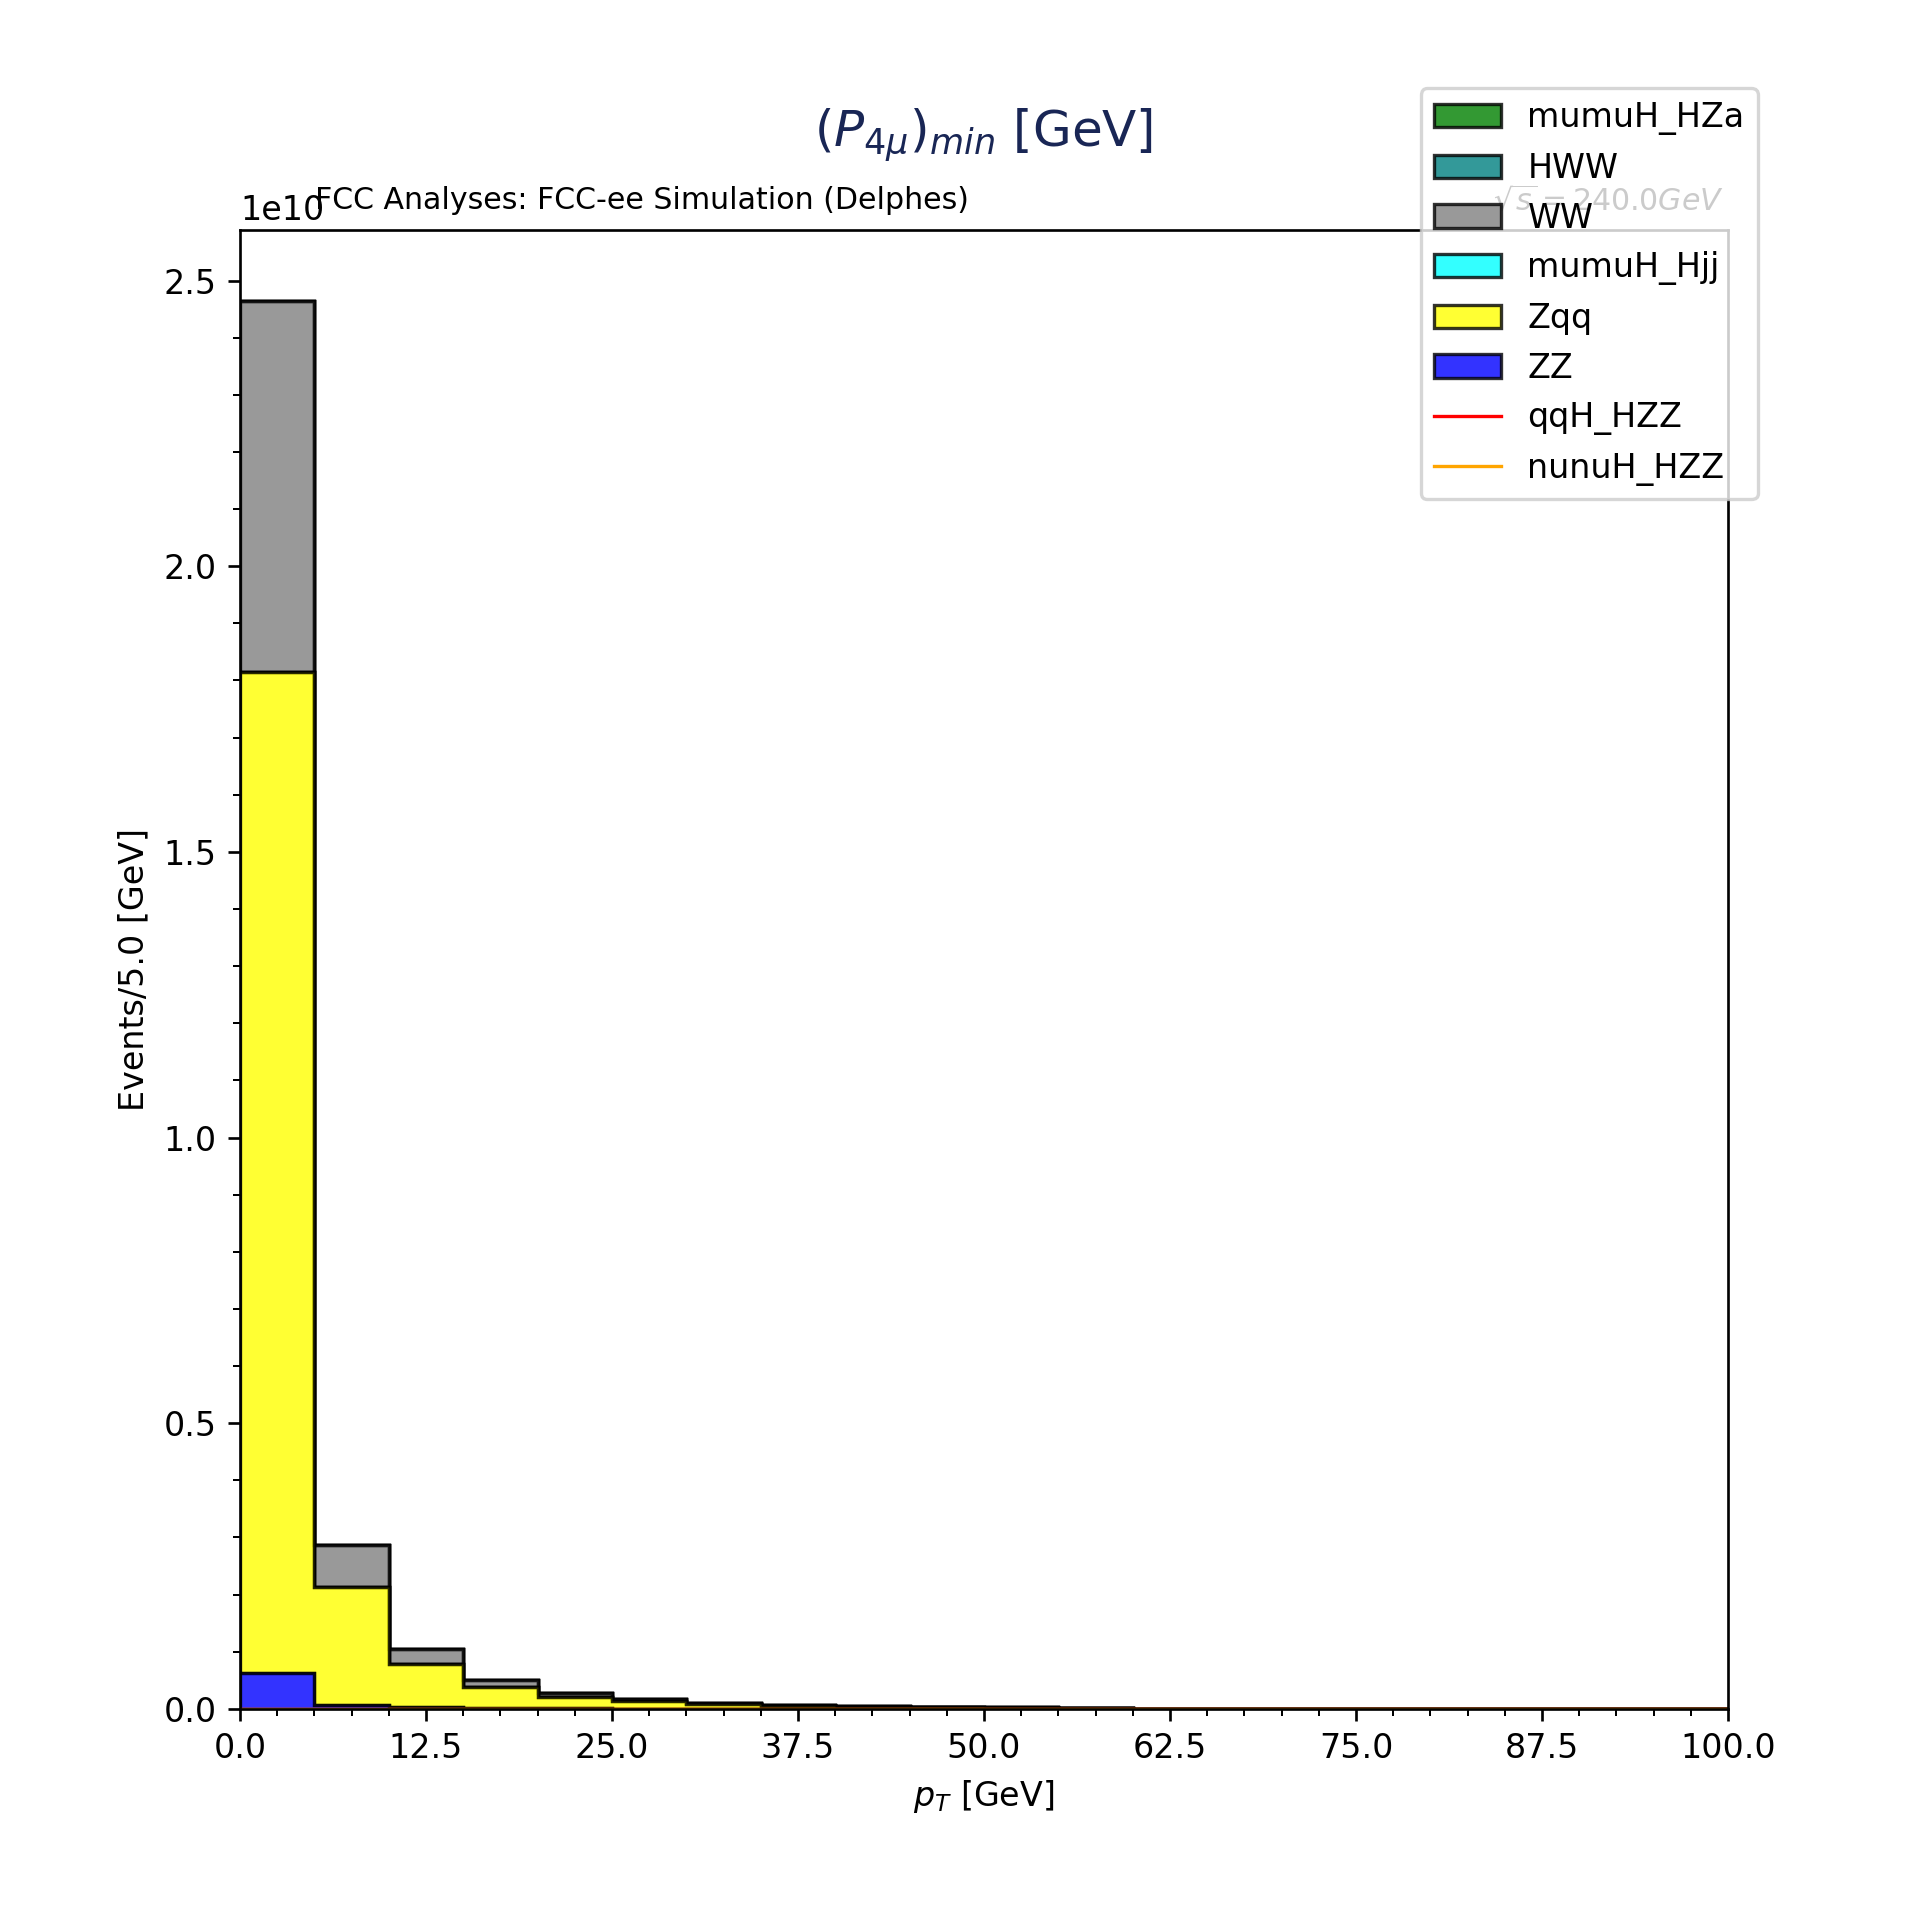 (P4μ)min [GeV]
1e10
FCC Analyses: FCC-ee Simulation (Delphes)
√s = 240.0GeV
mumuH_HZa
HWW
WW
mumuH_Hjj
Zqq
ZZ
qqH_HZZ
nunuH_HZZ
Events/5.0 [GeV]
2.5
2.0
1.5
1.0
0.5
0.0
0.0 12.5 25.0 37.5 50.0 62.5 75.0 87.5 100.0
pT [GeV]